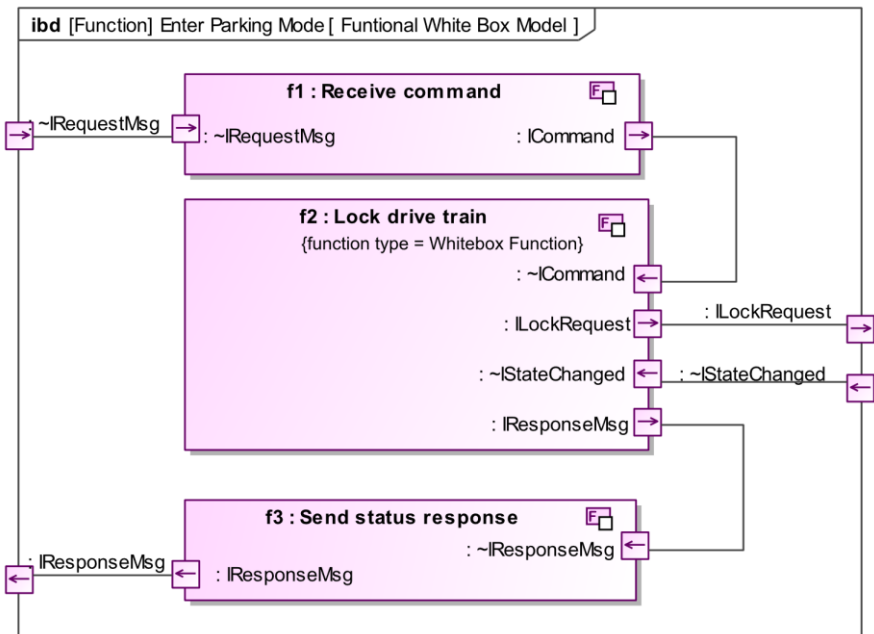 ibd [Function] Enter Parking Mode [ Funtional White Box Model ]
f1 : Receive command
F
: ~IRequestMsg
: ~IRequestMsg
: ICommand
f2 : Lock drive train
F
{function type = Whitebox Function}
: ~ICommand
: ILockRequest
: ILockRequest
: ~IStateChanged
: ~IStateChanged
: IResponseMsg
f3 : Send status response
F
: ~IResponseMsg
: IResponseMsg
: IResponseMsg